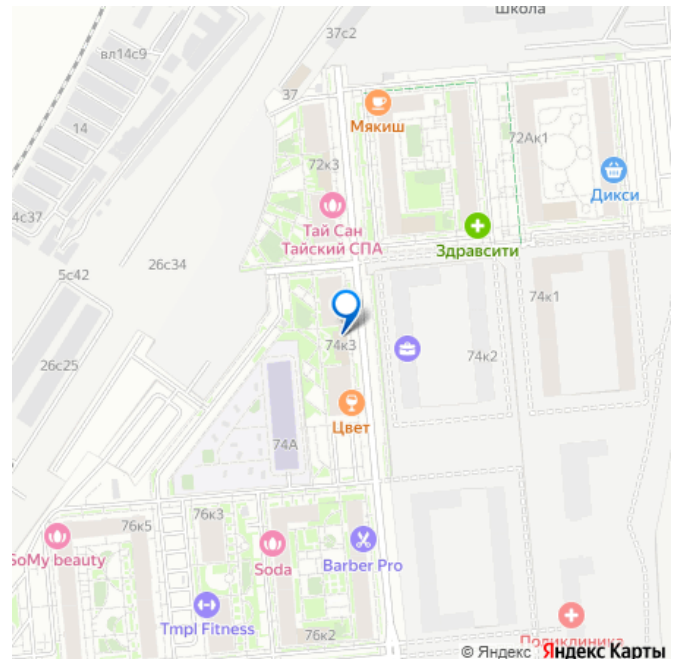 школа
37с2
вл14с9
37
14
Мякиш
72Ак1
72к3
Дикси
4с37
Тай Сан
Тайский СПА
Здравсити
26с34
5с42
74к1
74к3
74к2
26с25
Цвет
74А
76к5
76к3
SoMy beauty
Soda
Barber Pro
Tmpl Fitness
76к2
Поликлиника
© Яндекс Яндекс Карты